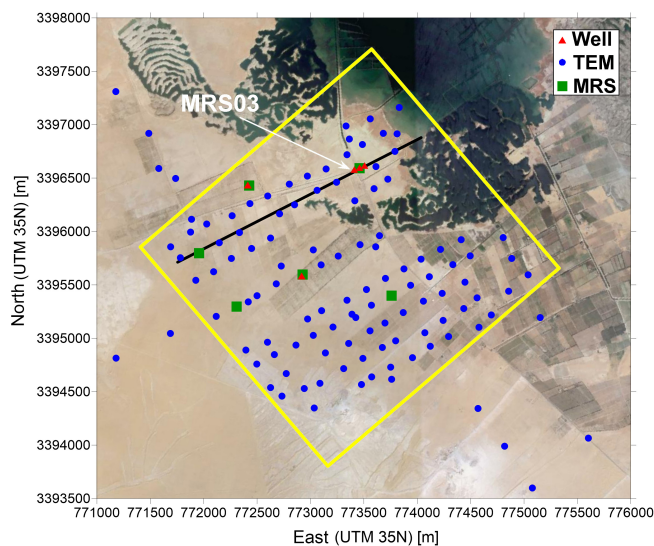 3398000
3397500
3397000
3396500
3396000
3395500
3395000
3394500
3394000
3393500
North (UTM 35N) [m]
Well
TEM
MRS
MRS03
771000 771500 772000 772500 773000 773500 774000 774500 775000 775500 776000
East (UTM 35N) [m]